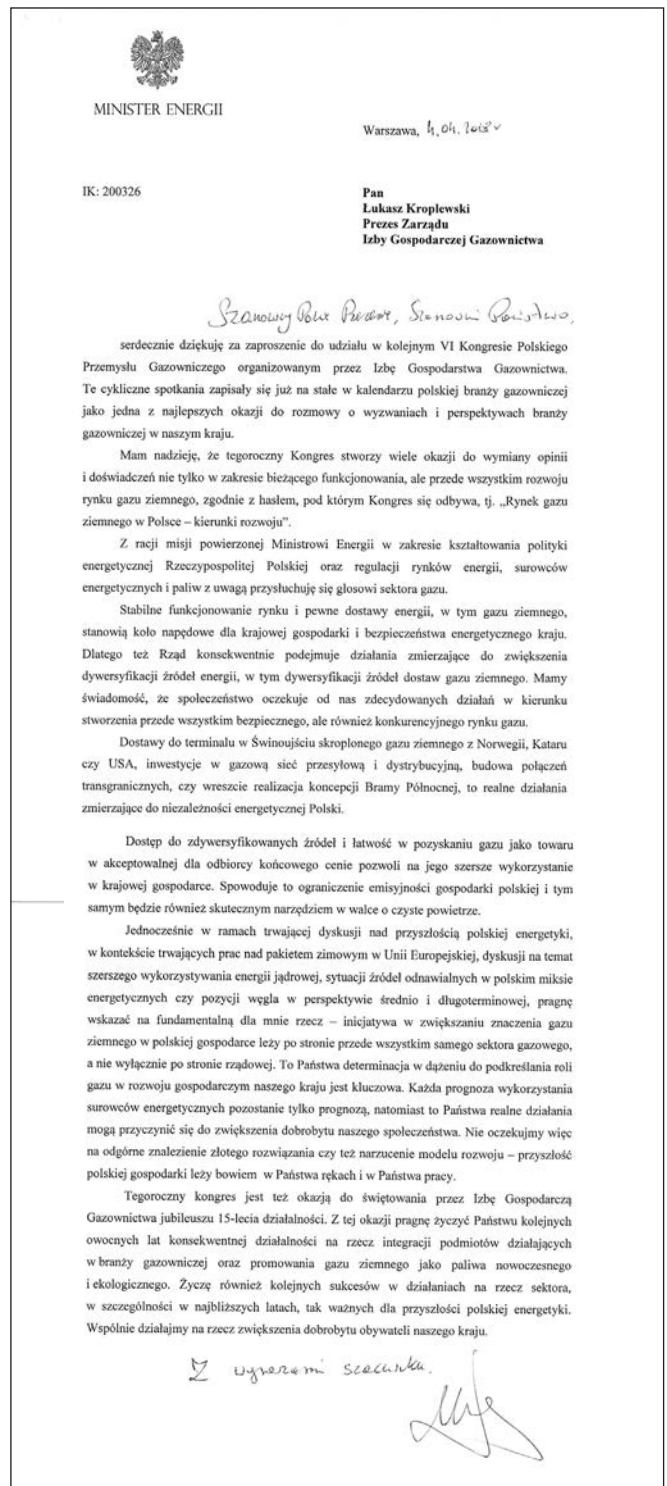 MINISTER ENERGII
Warszawa, 4.04.2018 r
IK: 200326
Pan
Łukasz Kroplewski
Prezes Zarządu
Izby Gospodarczej Gazownictwa
Szanowny Panie Prezesie, Szanowni Państwo,
serdecznie dziękuję za zaproszenie do udziału w kolejnym VI Kongresie Polskiego
Przemysłu Gazowniczego organizowanym przez Izbę Gospodarstwa Gazownictwa.
Te cykliczne spotkania zapisały się już na stałe w kalendarzu polskiej branży gazowniczej
jako jedna z najlepszych okazji do rozmowy o wyzwaniach i perspektywach branży
gazowniczej w naszym kraju.
Mam nadzieję, że tegoroczny Kongres stworzy wiele okazji do wymiany opinii
i doświadczeń nie tylko w zakresie bieżącego funkcjonowania, ale przede wszystkim rozwoju
rynku gazu ziemnego, zgodnie z hasłem, pod którym Kongres się odbywa, tj. „Rynek gazu
ziemnego w Polsce – kierunki rozwoju”.
Z racji misji powierzonej Ministrowi Energii w zakresie kształtowania polityki
energetycznej Rzeczypospolitej Polskiej oraz regulacji rynków energii, surowców
energetycznych i paliw z uwagą przysłuchuję się głosowi sektora gazu.
Stabilne funkcjonowanie rynku i pewne dostawy energii, w tym gazu ziemnego,
stanowią koło napędowe dla krajowej gospodarki i bezpieczeństwa energetycznego kraju.
Dlatego też Rząd konsekwentnie podejmuje działania zmierzające do zwiększenia
dywersyfikacji źródeł energii, w tym dywersyfikacji źródeł dostaw gazu ziemnego. Mamy
świadomość, że społeczeństwo oczekuje od nas zdecydowanych działań w kierunku
stworzenia przede wszystkim bezpiecznego, ale również konkurencyjnego rynku gazu.
Dostawy do terminalu w Świnoujściu skroplonego gazu ziemnego z Norwegii, Kataru
czy USA, inwestycje w gazową sieć przesyłową i dystrybucyjną, budowa połączeń
transgranicznych, czy wreszcie realizacja koncepcji Bramy Północnej, to realne działania
zmierzające do niezależności energetycznej Polski.
Dostęp do zdywersyfikowanych źródeł i łatwość w pozyskaniu gazu jako towaru
w akceptowalnej dla odbiorcy końcowego cenie pozwoli na jego szersze wykorzystanie
w krajowej gospodarce. Spowoduje to ograniczenie emisyjności gospodarki polskiej i tym
samym będzie również skutecznym narzędziem w walce o czyste powietrze.
Jednocześnie w ramach trwającej dyskusji nad przyszłością polskiej energetyki,
w kontekście trwających prac nad pakietem zimowym w Unii Europejskiej, dyskusji na temat
szerszego wykorzystywania energii jądrowej, sytuacji źródeł odnawialnych w polskim miksie
energetycznych czy pozycji węgla w perspektywie średnio i długoterminowej, pragnę
wskazać na fundamentalną dla mnie rzecz – inicjatywa w zwiększaniu znaczenia gazu
ziemnego w polskiej gospodarce leży po stronie przede wszystkim samego sektora gazowego,
a nie wyłącznie po stronie rządowej. To Państwa determinacja w dążeniu do podkreślania roli
gazu w rozwoju gospodarczym naszego kraju jest kluczowa. Każda prognoza wykorzystania
surowców energetycznych pozostanie tylko prognozą, natomiast to Państwa realne działania
mogą przyczynić się do zwiększenia dobrobytu naszego społeczeństwa. Nie oczekujmy więc
na odgórne znalezienie złotego rozwiązania czy też narzucenie modelu rozwoju – przyszłość
polskiej gospodarki leży bowiem w Państwa rękach i w Państwa pracy.
Tegoroczny kongres jest też okazją do świętowania przez Izbę Gospodarczą
Gazownictwa jubileuszu 15-lecia działalności. Z tej okazji pragnę życzyć Państwu kolejnych
owocnych lat konsekwentnej działalności na rzecz integracji podmiotów działających
w branży gazowniczej oraz promowania gazu ziemnego jako paliwa nowoczesnego
i ekologicznego. Życzę również kolejnych sukcesów w działaniach na rzecz sektora,
w szczególności w najbliższych latach, tak ważnych dla przyszłości polskiej energetyki.
Wspólnie działajmy na rzecz zwiększenia dobrobytu obywateli naszego kraju.
Z wyrazami szacunku.